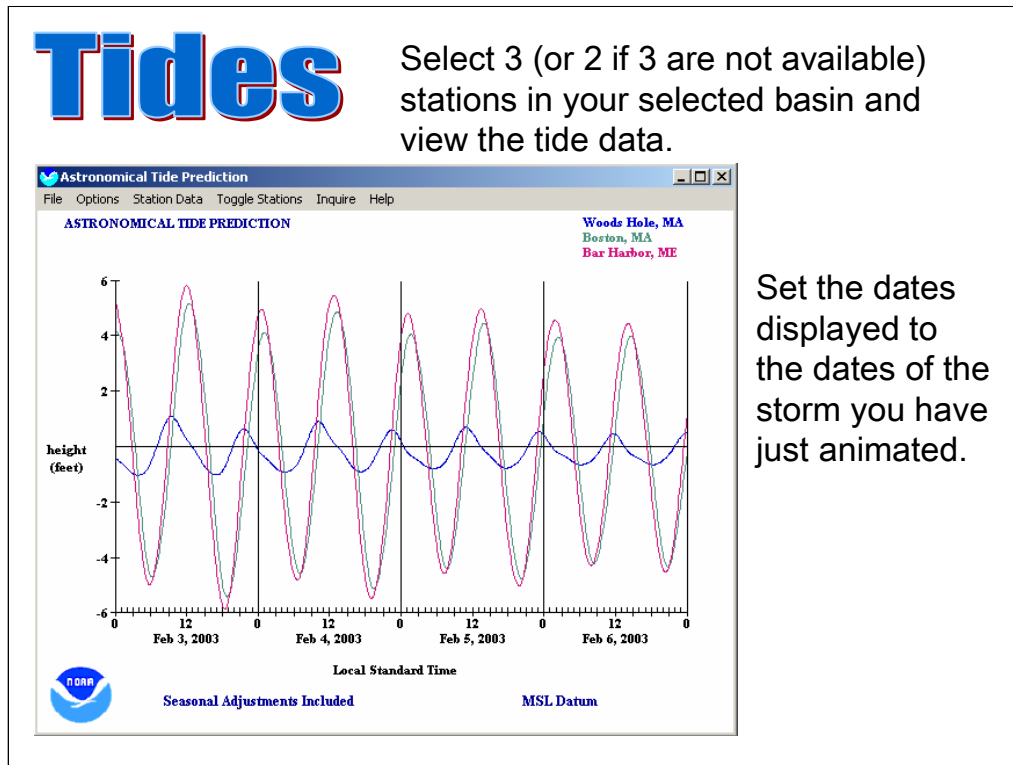 Tides
Select 3 (or 2 if 3 are not available)
stations in your selected basin and
view the tide data.
Astronomical Tide Prediction
File Options Station Data Toggle Stations Inquire Help
ASTRONOMICAL TIDE PREDICTION
Woods Hole, MA
Boston, MA
Bar Harbor, ME
6
4
2
height
(feet)
-2
-4
-6
0 12 0 12 0 12 0 12 0
Feb 3, 2003 Feb 4, 2003 Feb 5, 2003 Feb 6, 2003
Local Standard Time
NOAA
Seasonal Adjustments Included MSL Datum
Set the dates
displayed to
the dates of the
storm you have
just animated.